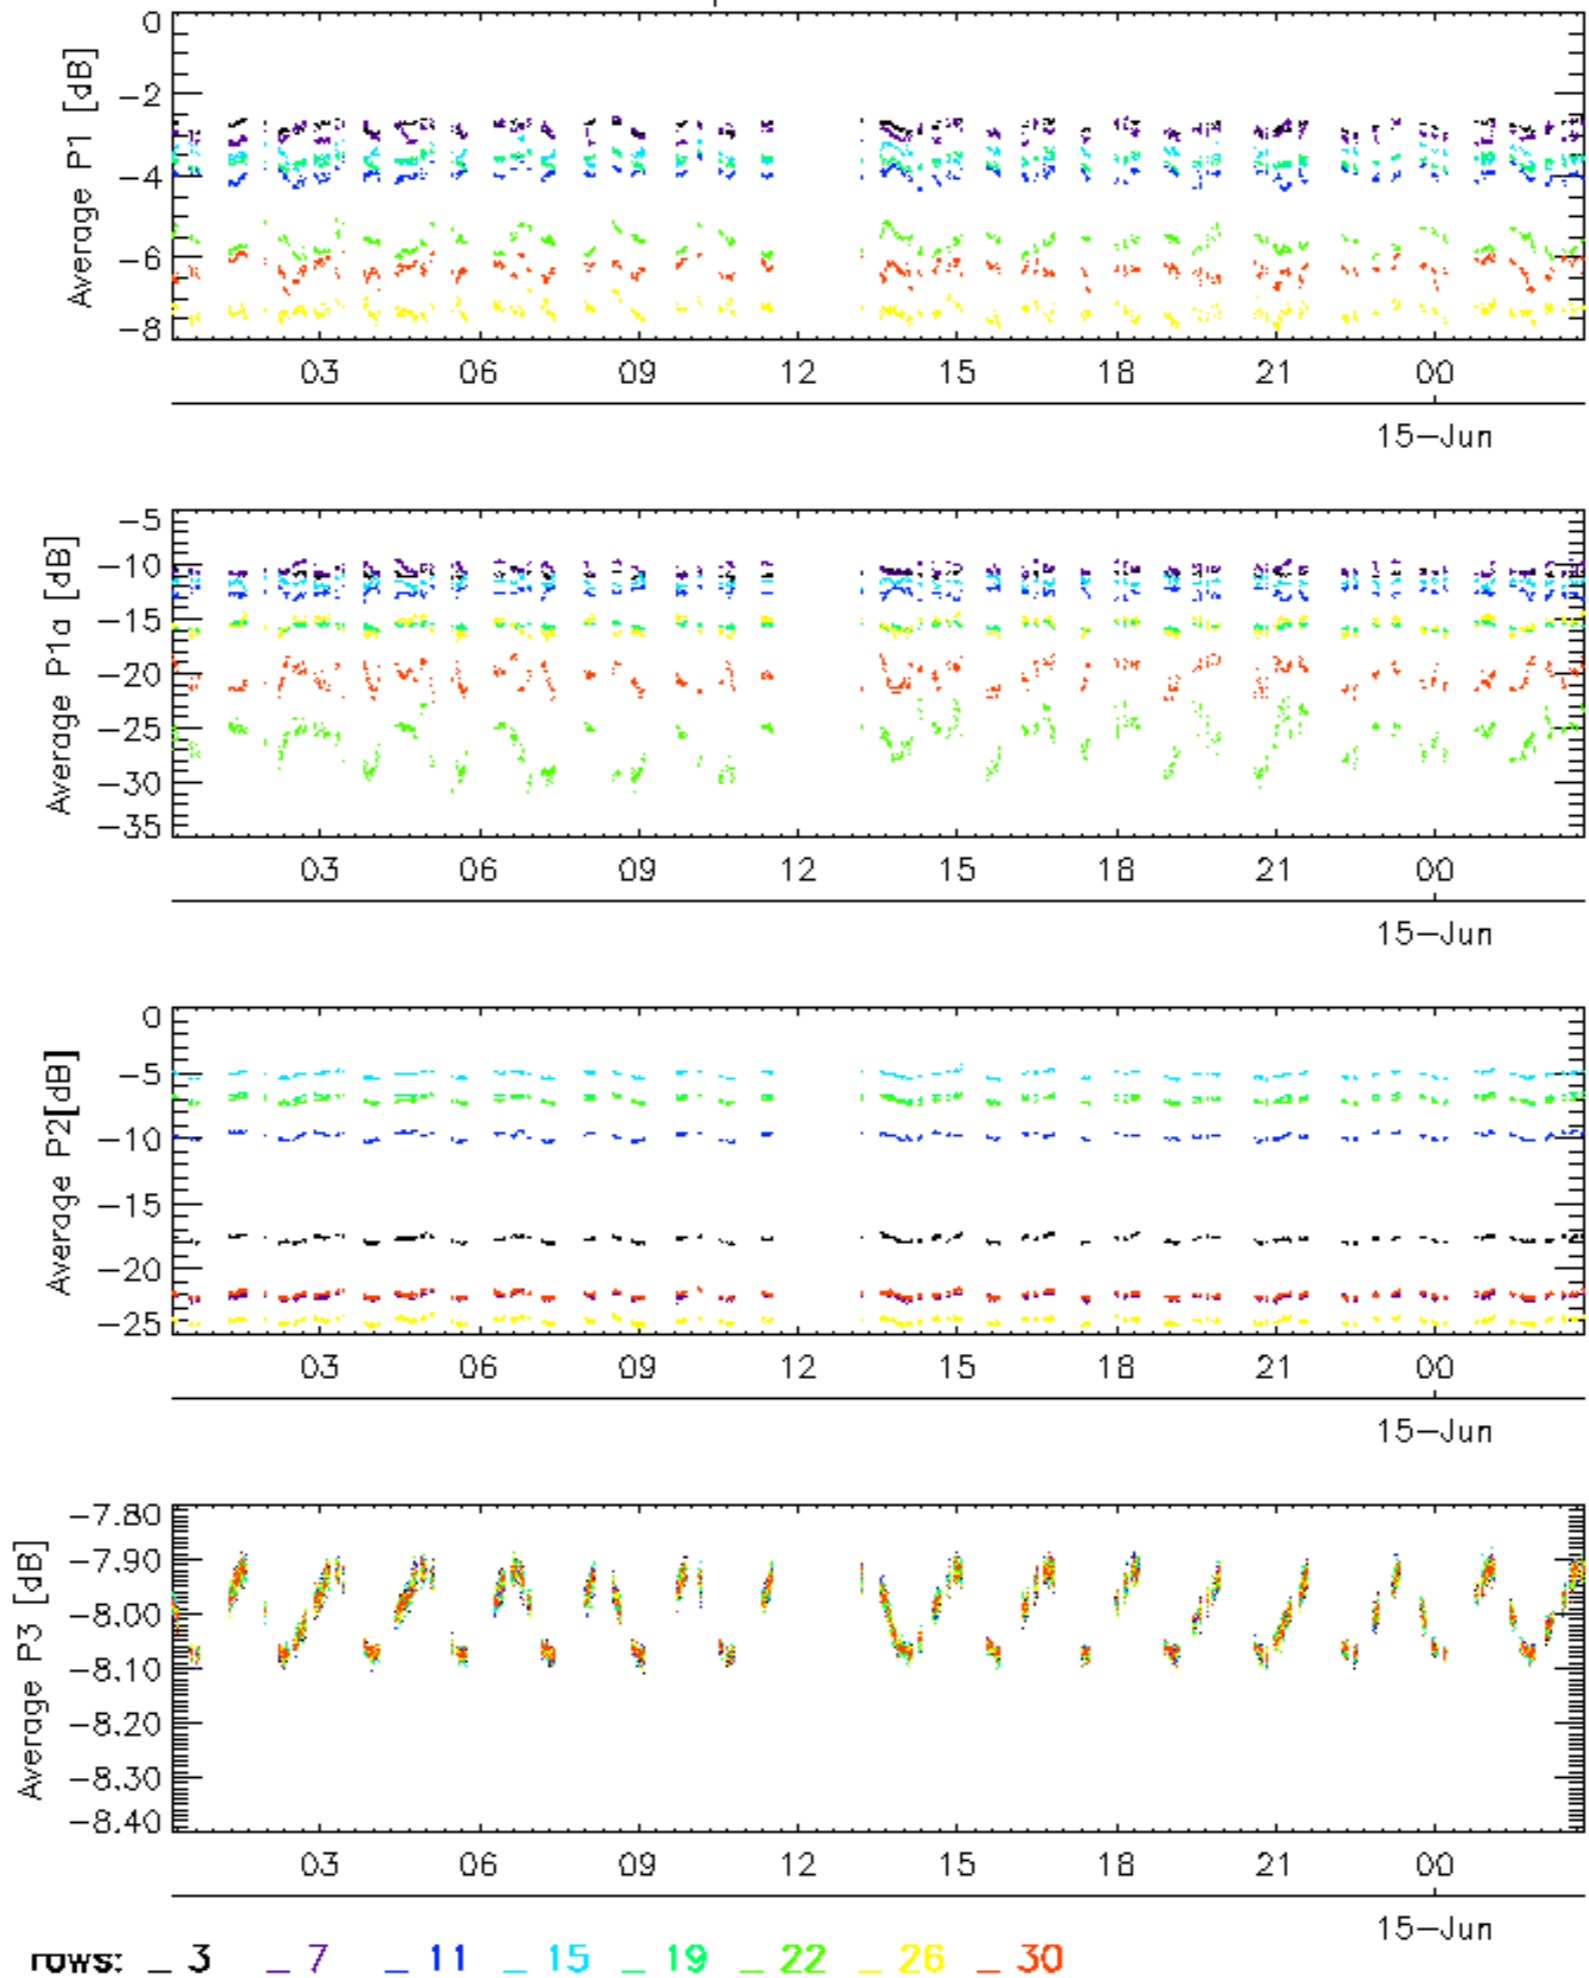 Average P1 [dB]
0
-2
-4
-6
-8
03 06 09 12 15 18 21 00
15-Jun
Average P1a [dB]
-5
-10
-15
-20
-25
-30
-35
03 06 09 12 15 18 21 00
15-Jun
Average P2[dB]
0
-5
-10
-15
-20
-25
03 06 09 12 15 18 21 00
15-Jun
Average P3 [dB]
-7.80
-7.90
-8.00
-8.10
-8.20
-8.30
-8.40
03 06 09 12 15 18 21 00
15-Jun
rows: _ 3 _ 7 _ 11 _ 15 _ 19 _ 22 _ 26 _ 30